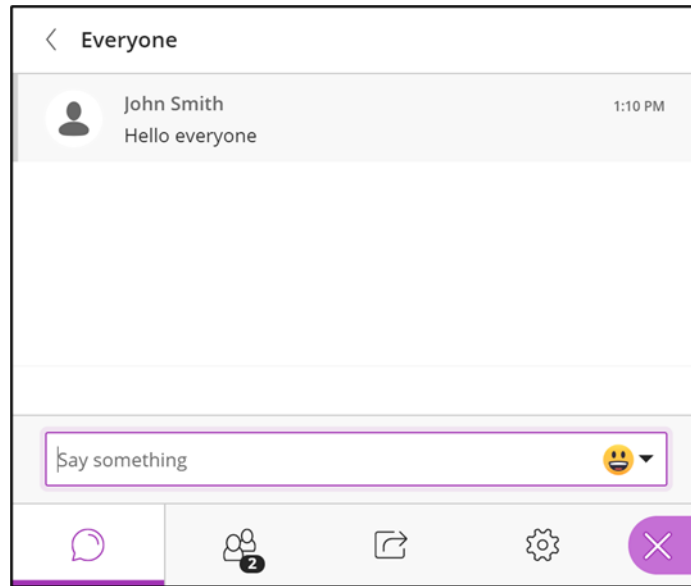 Everyone
John Smith
1:10 PM
Hello everyone
Say something
2